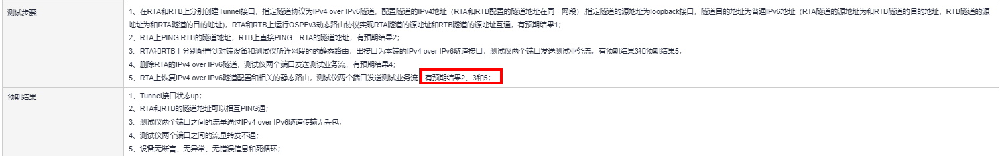 测试步骤
1、在RTA和RTB上分别创建Tunnel接口，指定隧道协议为IPv4 over IPv6隧道，配置隧道的IPv4地址（RTA和RTB配置的隧道地址在同一网段）,指定隧道的源地址为loopback接口，隧道目的地址为普通IPv6地址（RTA隧道的源地址为和RTB隧道的目的地址，RTB隧道的源
地址为和RTA隧道的目的地址)，RTA和RTB上运行OSPFv3动态路由协议实现RTA隧道的源地址和RTB隧道的源地址互通，有预期结果1；
2、RTA上PING RTB的隧道地址，RTB上直接PING　RTA的隧道地址，有预期结果2；
3、RTA和RTB上分别配置到对端设备和测试仪所连网段的的静态路由，出接口为本端的IPv4 over IPv6隧道接口，测试仪两个端口发送测试业务流，有预期结果3和预期结果5；
4、删除RTA的IPv4 over IPv6隧道，测试仪两个端口发送测试业务流，有预期结果4；
5、RTA上恢复IPv4 over IPv6隧道配置和相关的静态路由，测试仪两个端口发送测试业务流，有预期结果2、3和5；
预期结果
1、Tunnel接口状态up；
2、RTA和RTB的隧道地址可以相互PING通；
3、测试仪两个端口之间的流量通过IPv4 over IPv6隧道传输无丢包；
4、测试仪两个端口之间的流量转发不通；
5、设备无断言、无异常、无错误信息和死循环；